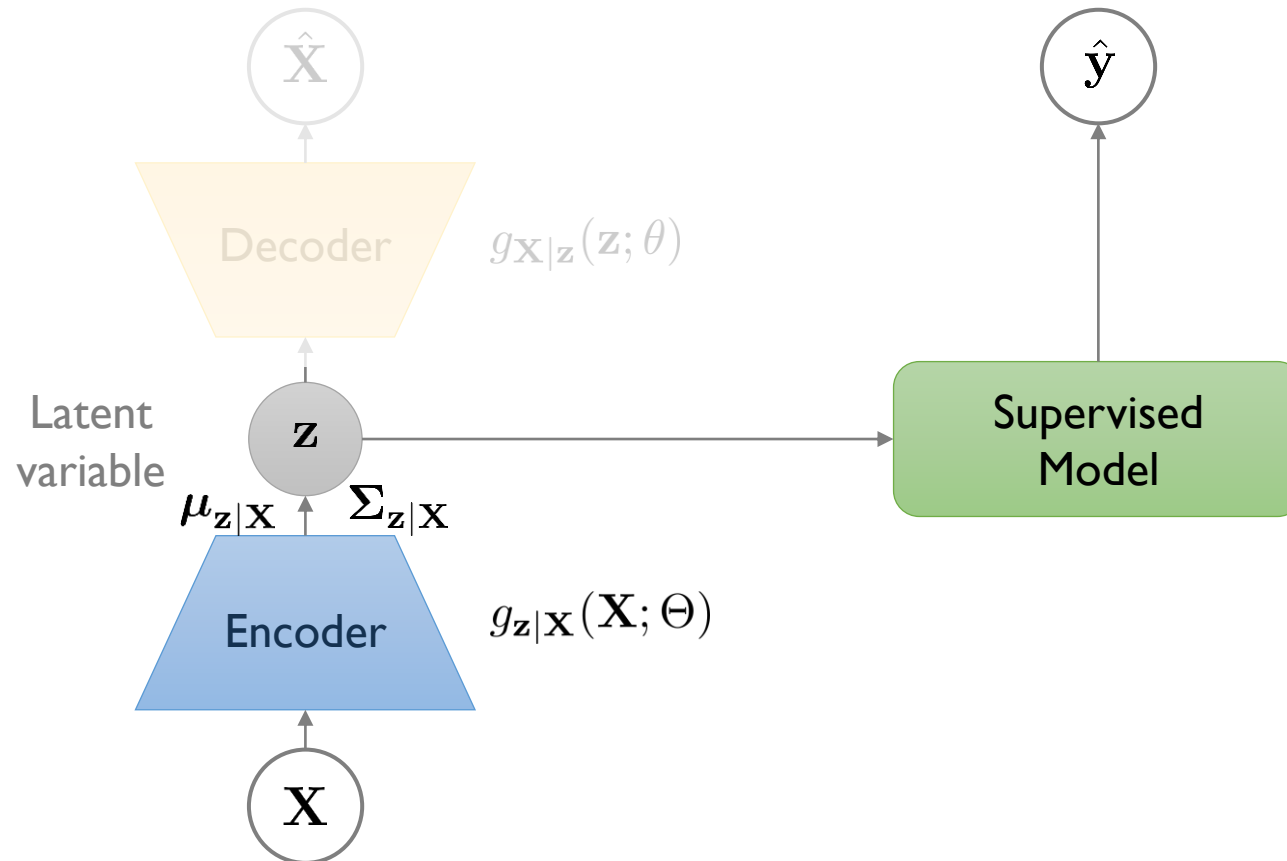 X̂
ŷ
Decoder
g_{X|z}(z; θ)
Latent
variable
z
Supervised
Model
μ_{z|X}
Σ_{z|X}
Encoder
g_{z|X}(X; Θ)
X